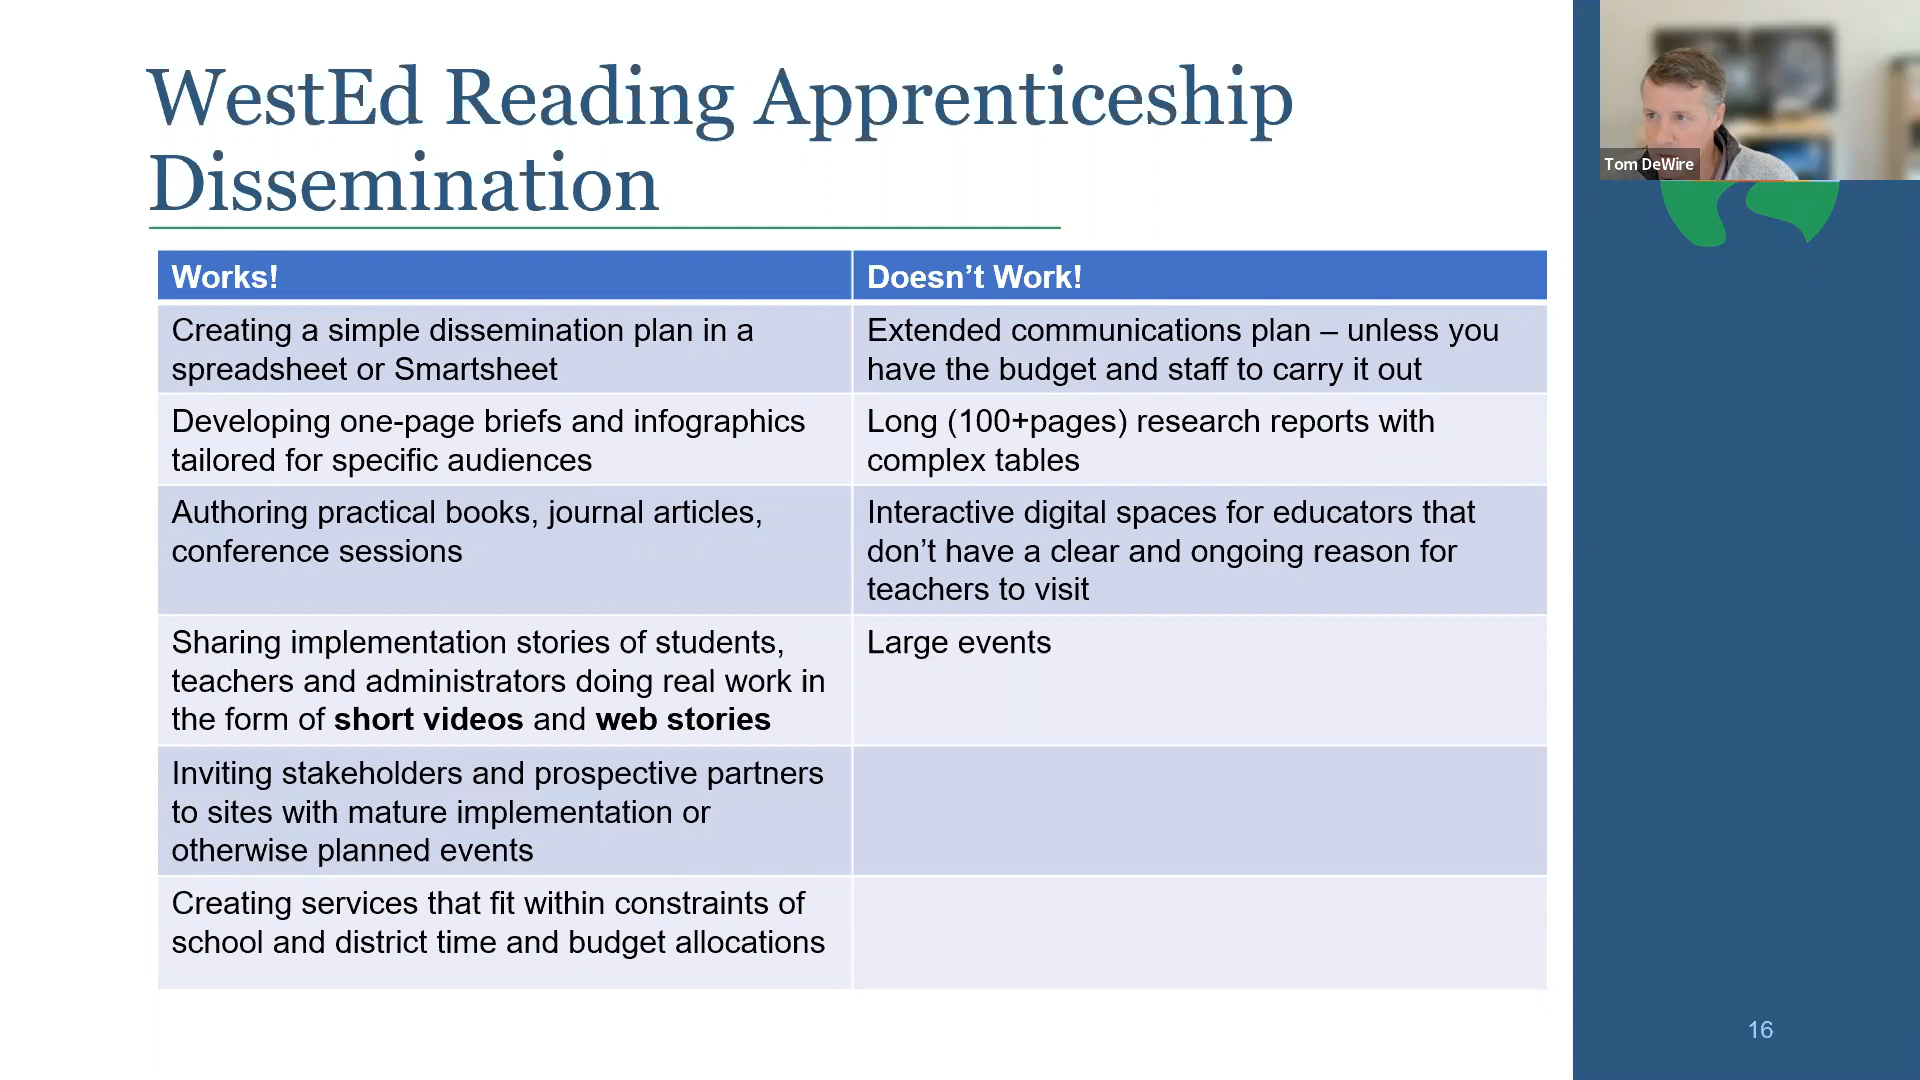 WestEd Reading Apprenticeship
Dissemination
Works!
Doesn’t Work!
Creating a simple dissemination plan in a
spreadsheet or Smartsheet
Extended communications plan – unless you
have the budget and staff to carry it out
Developing one-page briefs and infographics
tailored for specific audiences
Long (100+pages) research reports with
complex tables
Authoring practical books, journal articles,
conference sessions
Interactive digital spaces for educators that
don’t have a clear and ongoing reason for
teachers to visit
Sharing implementation stories of students,
teachers and administrators doing real work in
the form of short videos and web stories
Large events
Inviting stakeholders and prospective partners
to sites with mature implementation or
otherwise planned events
Creating services that fit within constraints of
school and district time and budget allocations
Tom DeWire
16